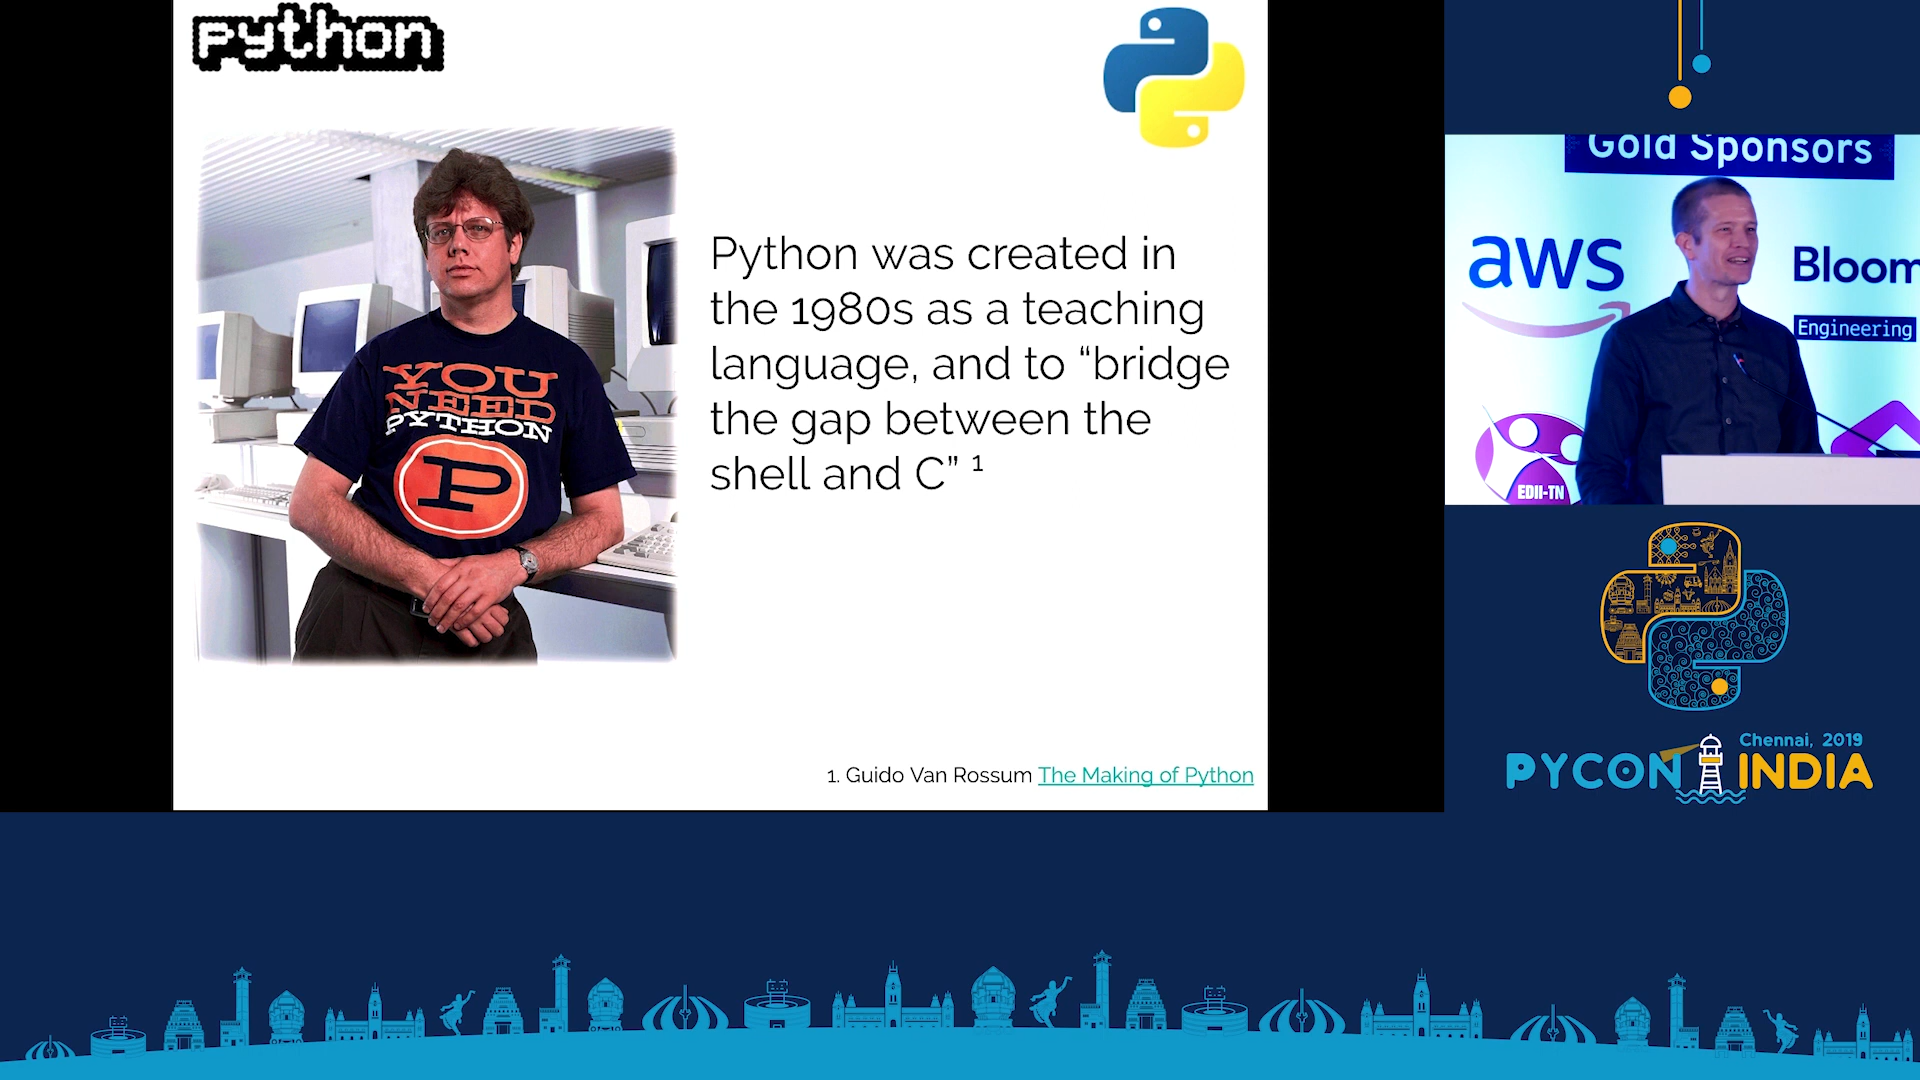 python
YOU
NEED
PYTHON
P
Python was created in
the 1980s as a teaching
language, and to “bridge
the gap between the
shell and C” 1
1. Guido Van Rossum The Making of Python
Gold Sponsors
aws
Bloom
Engineering
EDII-TN
Chennai, 2019
PYCON INDIA